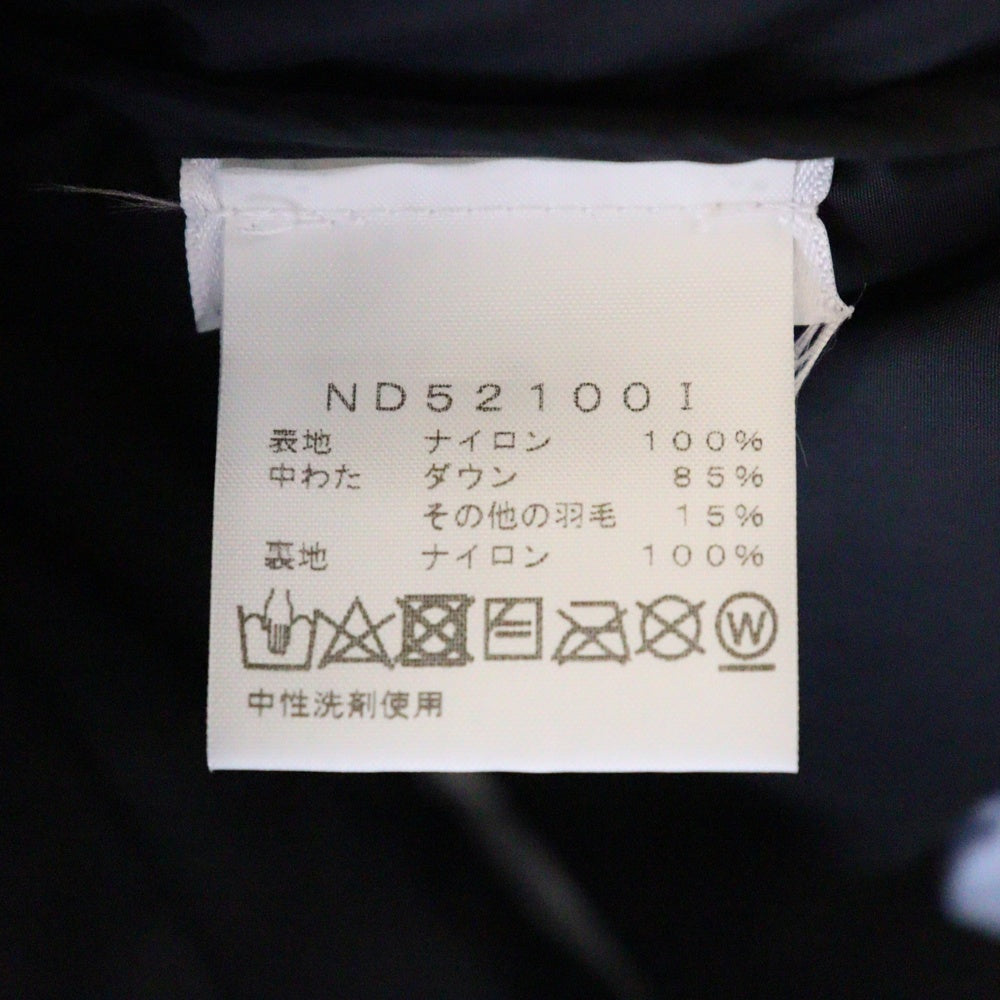 ND52100I
表地 ナイロン 100%
中わた ダウン 85%
その他の羽毛 15%
裏地 ナイロン 100%
W
中性洗剤使用